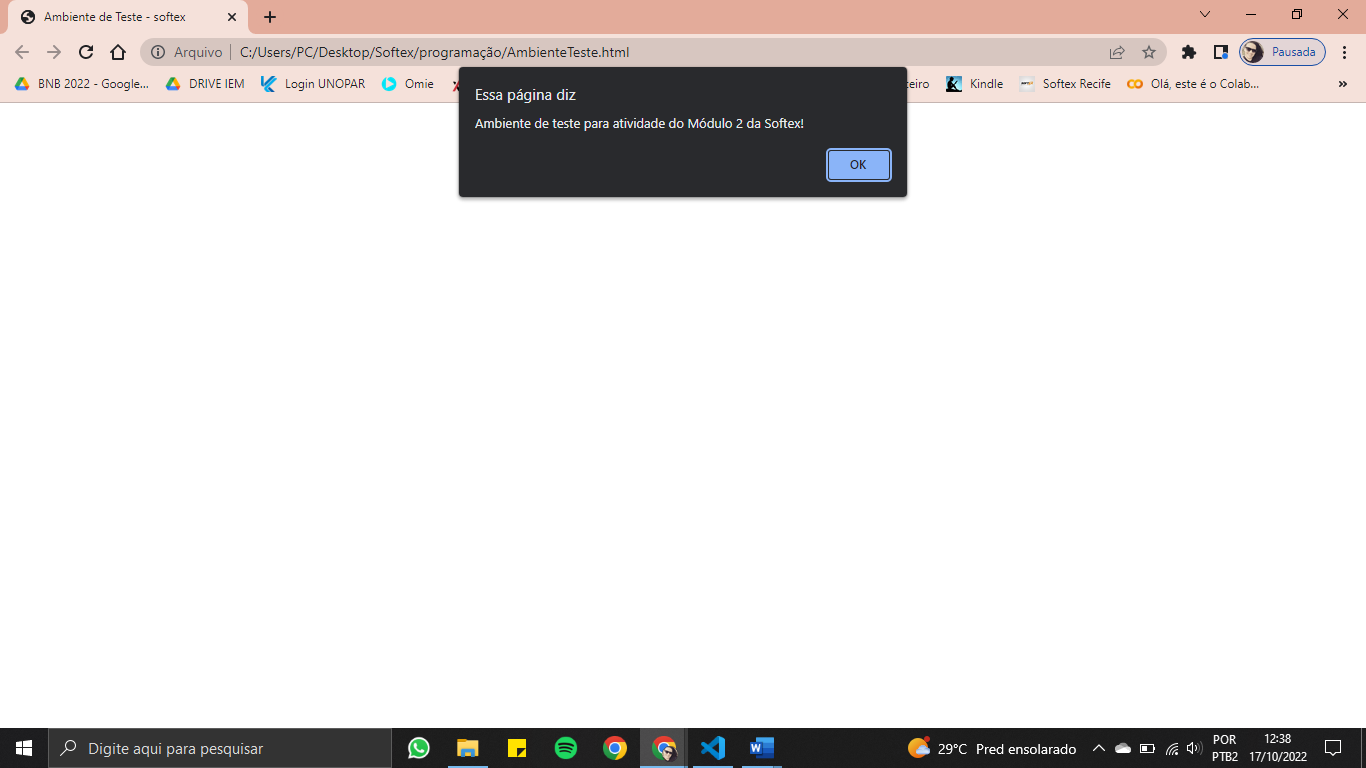 Ambiente de Teste - softex
Arquivo C:/Users/PC/Desktop/Softex/programação/AmbienteTeste.html
Pausada
BNB 2022 - Google...
DRIVE IEM
Login UNOPAR
Omie
eiro
Kindle
Softex Recife
Olá, este é o Colab...
»
Essa página diz
Ambiente de teste para atividade do Módulo 2 da Softex!
OK
Digite aqui para pesquisar
29°C Pred ensolarado
POR
PTB2
12:38
17/10/2022